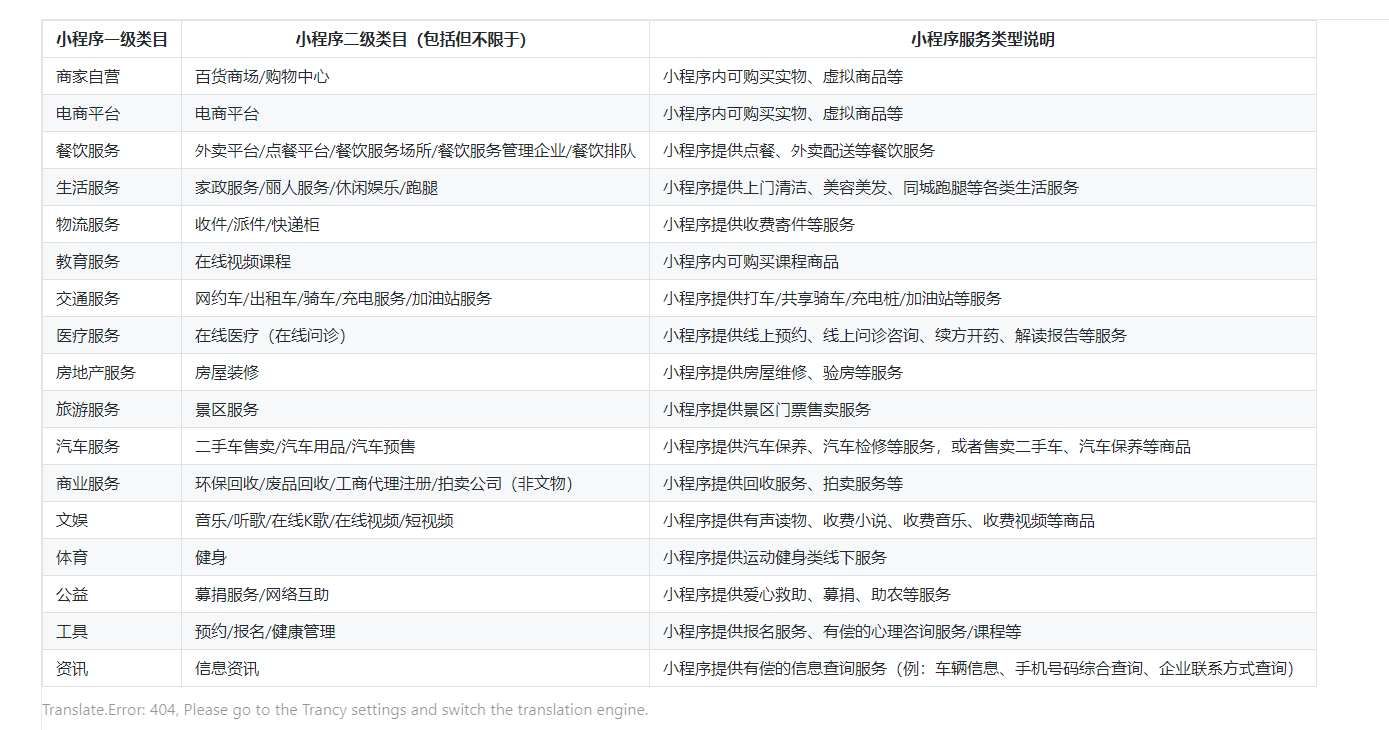 小程序一级类目 小程序二级类目（包括但不限于） 小程序服务类型说明
商家自营 百货商场/购物中心 小程序内可购买实物、虚拟商品等
电商平台 电商平台 小程序内可购买实物、虚拟商品等
餐饮服务 外卖平台/点餐平台/餐饮服务场所/餐饮服务管理企业/餐饮排队 小程序提供点餐、外卖配送等餐饮服务
生活服务 家政服务/丽人服务/休闲娱乐/跑腿 小程序提供上门清洁、美容美发、同城跑腿等各类生活服务
物流服务 收件/派件/快递柜 小程序提供收费寄件等服务
教育服务 在线视频课程 小程序内可购买课程商品
交通服务 网约车/出租车/骑车/充电服务/加油站服务 小程序提供打车/共享骑车/充电桩/加油站等服务
医疗服务 在线医疗（在线问诊） 小程序提供线上预约、线上问诊咨询、续方开药、解读报告等服务
房地产服务 房屋装修 小程序提供房屋维修、验房等服务
旅游服务 景区服务 小程序提供景区门票售卖服务
汽车服务 二手车售卖/汽车用品/汽车预售 小程序提供汽车保养、汽车检修等服务，或者售卖二手车、汽车保养等商品
商业服务 环保回收/废品回收/工商代理注册/拍卖公司（非文物） 小程序提供回收服务、拍卖服务等
文娱 音乐/听歌/在线K歌/在线视频/短视频 小程序提供有声读物、收费小说、收费音乐、收费视频等商品
体育 健身 小程序提供运动健身类线下服务
公益 募捐服务/网络互助 小程序提供爱心救助、募捐、助农等服务
工具 预约/报名/健康管理 小程序提供报名服务、有偿的心理咨询服务/课程等
资讯 信息资讯 小程序提供有偿的信息查询服务（例：车辆信息、手机号码综合查询、企业联系方式查询）
Translate.Error: 404, Please go to the Trancy settings and switch the translation engine.